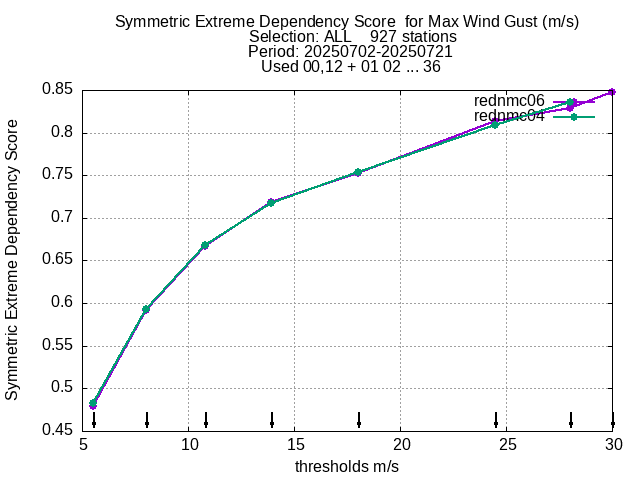 Symmetric Extreme Dependency Score  for Max Wind Gust (m/s)
Selection: ALL    927 stations
Period: 20250702-20250721
Used 00,12 + 01 02 ... 36
rednmc06
rednmc04
0.85
0.8
0.75
0.7
0.65
0.6
0.55
0.5
0.45
Symmetric Extreme Dependency Score
5 10 15 20 25 30
thresholds m/s